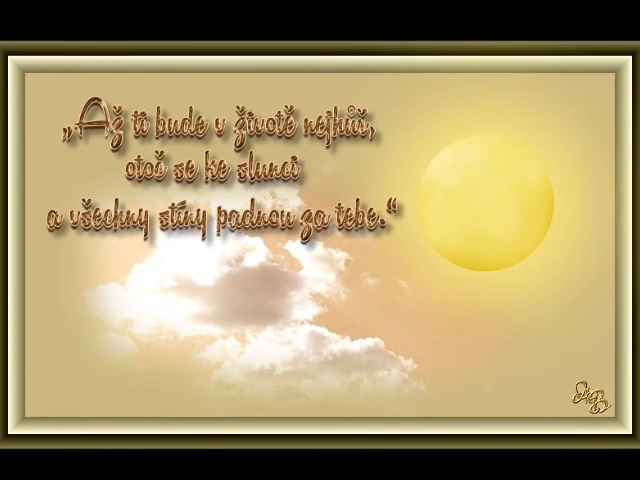 „Až ti bude v životě nejhůř,
otoč se ke slunci
a všechny stíny padnou za tebe.“